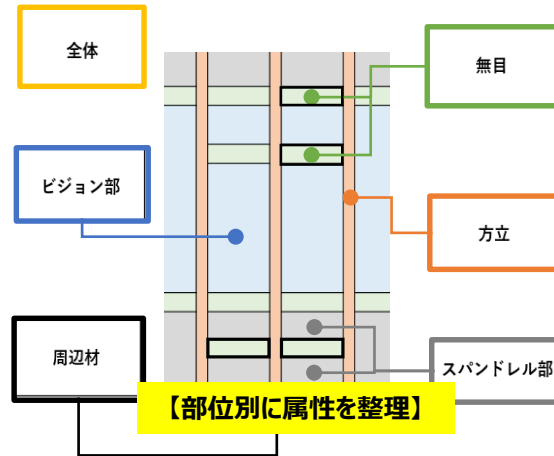 全体
無目
ビジョン部
方立
周辺材
スパンドレル部
【部位別に属性を整理】